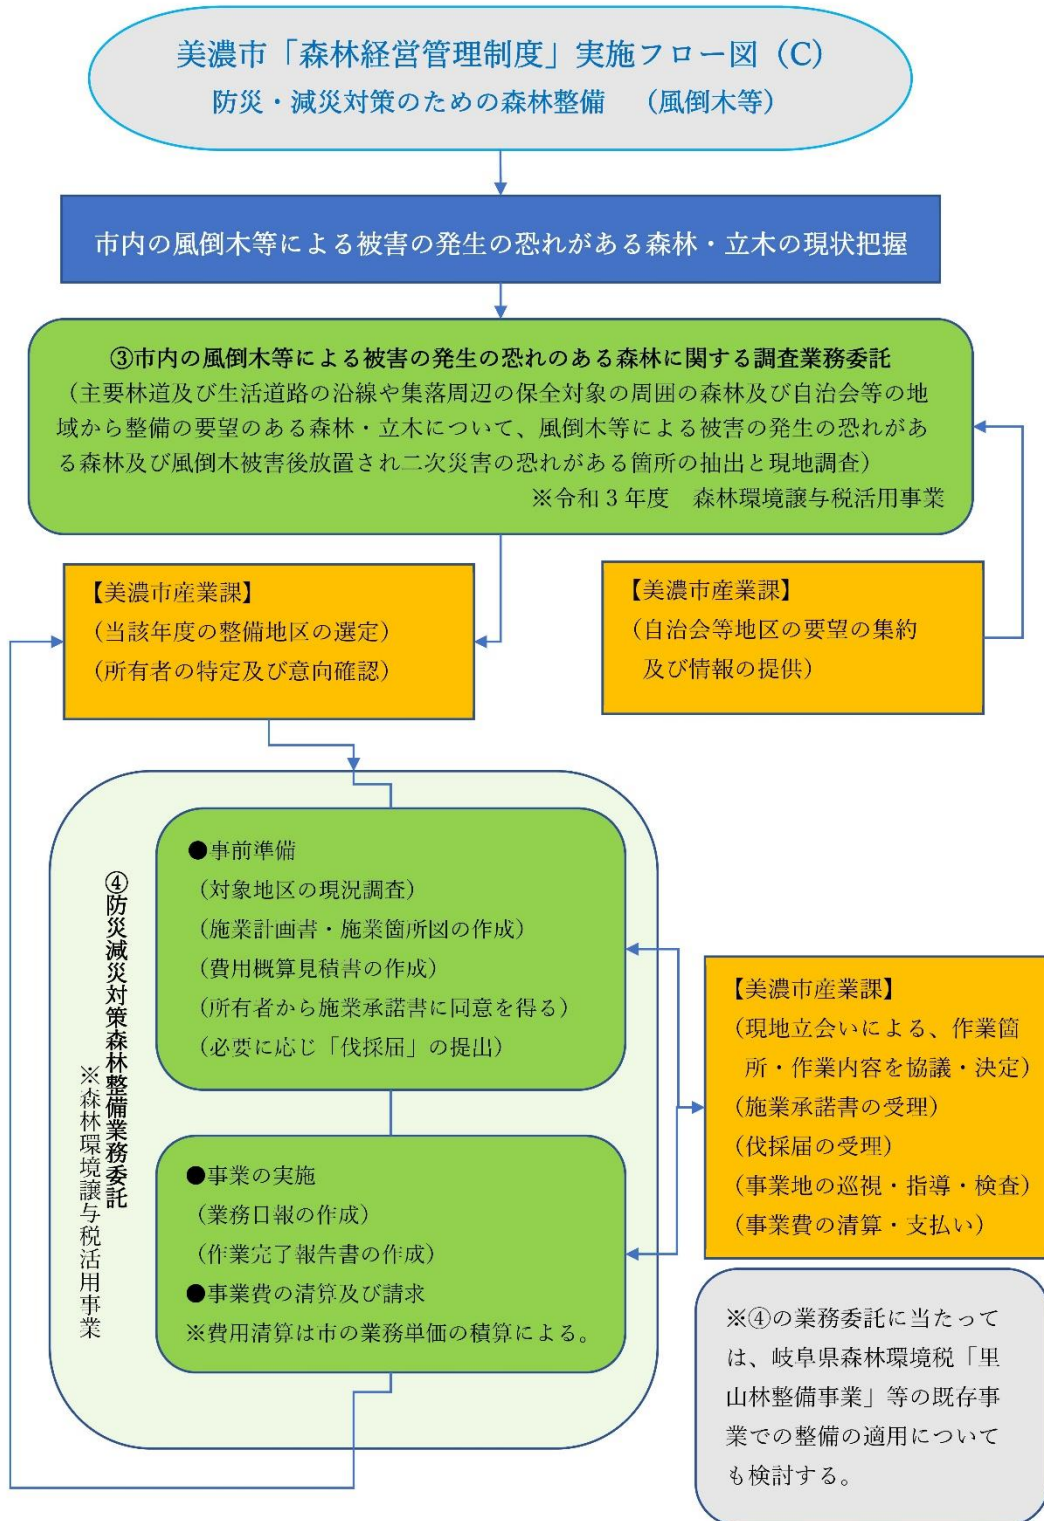 美濃市「森林経営管理制度」実施フロー図（C）
防災・減災対策のための森林整備　（風倒木等）
市内の風倒木等による被害の発生の恐れがある森林・立木の現状把握
③市内の風倒木等による被害の発生の恐れのある森林に関する調査業務委託
（主要林道及び生活道路の沿線や集落周辺の保全対象の周囲の森林及び自治会等の地
域から整備の要望のある森林・立木について、風倒木等による被害の発生の恐れがあ
る森林及び風倒木被害後放置され二次災害の恐れがある箇所の抽出と現地調査）
※令和3年度　森林環境譲与税活用事業
【美濃市産業課】
（当該年度の整備地区の選定）
（所有者の特定及び意向確認）
【美濃市産業課】
（自治会等地区の要望の集約
及び情報の提供）
④防災減災対策森林整備業務委託
※森林環境譲与税活用事業
●事前準備
（対象地区の現況調査）
（施業計画書・施業箇所図の作成）
（費用概算見積書の作成）
（所有者から施業承諾書に同意を得る）
（必要に応じ「伐採届」の提出）
●事業の実施
（業務日報の作成）
（作業完了報告書の作成）
●事業費の清算及び請求
※費用清算は市の業務単価の積算による。
【美濃市産業課】
（現地立会いによる、作業箇
所・作業内容を協議・決定）
（施業承諾書の受理）
（伐採届の受理）
（事業地の巡視・指導・検査）
（事業費の清算・支払い）
※④の業務委託に当たって
は、岐阜県森林環境税「里
山林整備事業」等の既存事
業での整備の適用について
も検討する。